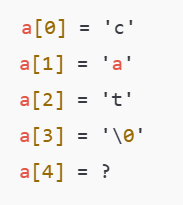 a[0] = 'c'
a[1] = 'a'
a[2] = 't'
a[3] = '\0'
a[4] = ?